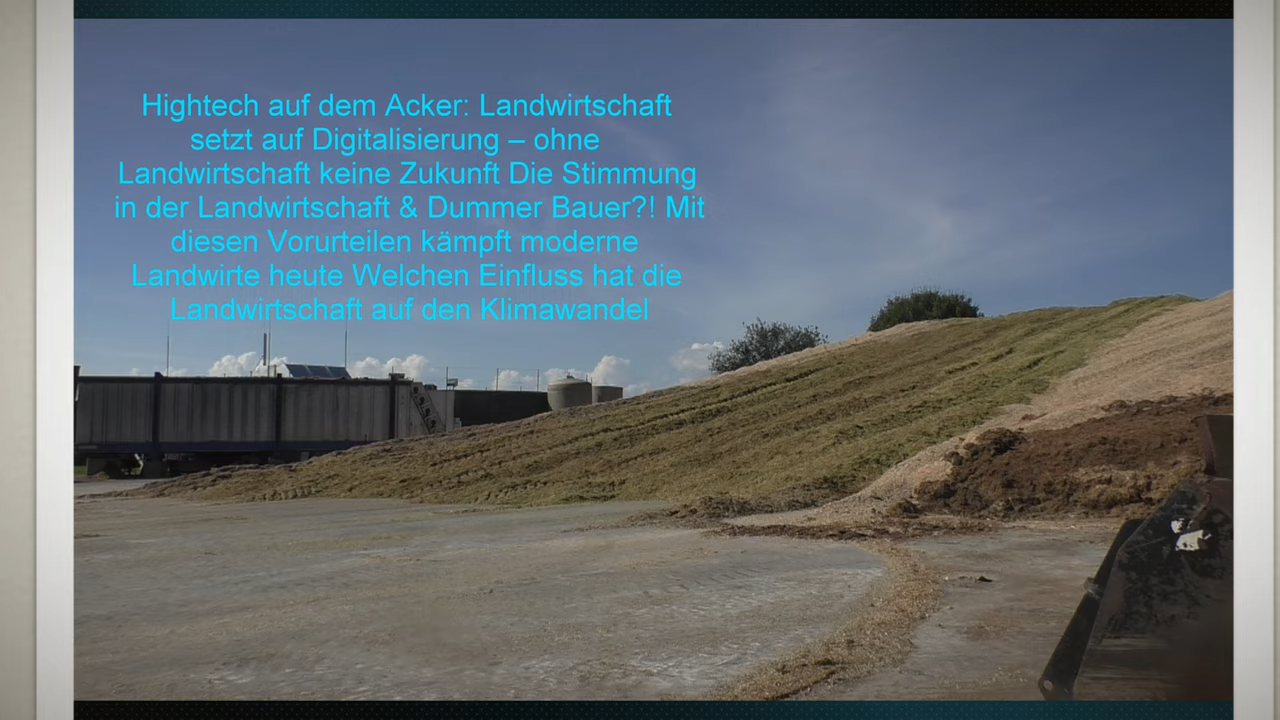 Hightech auf dem Acker: Landwirtschaft
setzt auf Digitalisierung – ohne
Landwirtschaft keine Zukunft Die Stimmung
in der Landwirtschaft & Dummer Bauer?! Mit
diesen Vorurteilen kämpft moderne
Landwirte heute Welchen Einfluss hat die
Landwirtschaft auf den Klimawandel